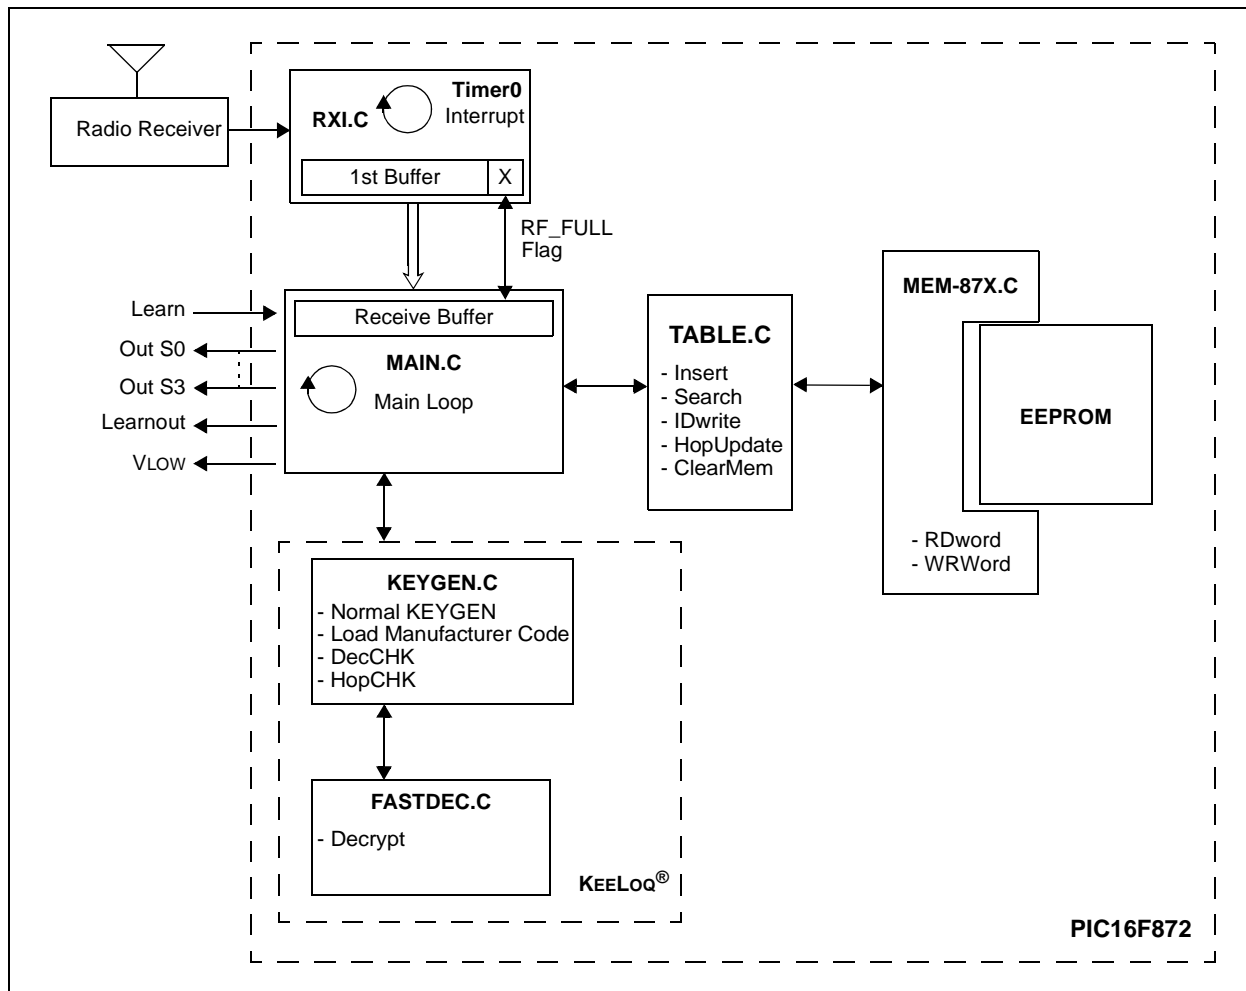 Radio Receiver
RXI.C
Timer0
Interrupt
1st Buffer
X
RF_FULL
Flag
Learn
Out S0
Out S3
Learnout
VLOW
Receive Buffer
MAIN.C
Main Loop
TABLE.C
- Insert
- Search
- IDwrite
- HopUpdate
- ClearMem
MEM-87X.C
EEPROM
- RDword
- WRWord
KEYGEN.C
- Normal KEYGEN
- Load Manufacturer Code
- DecCHK
- HopCHK
FASTDEC.C
- Decrypt
KEELOQ®
PIC16F872